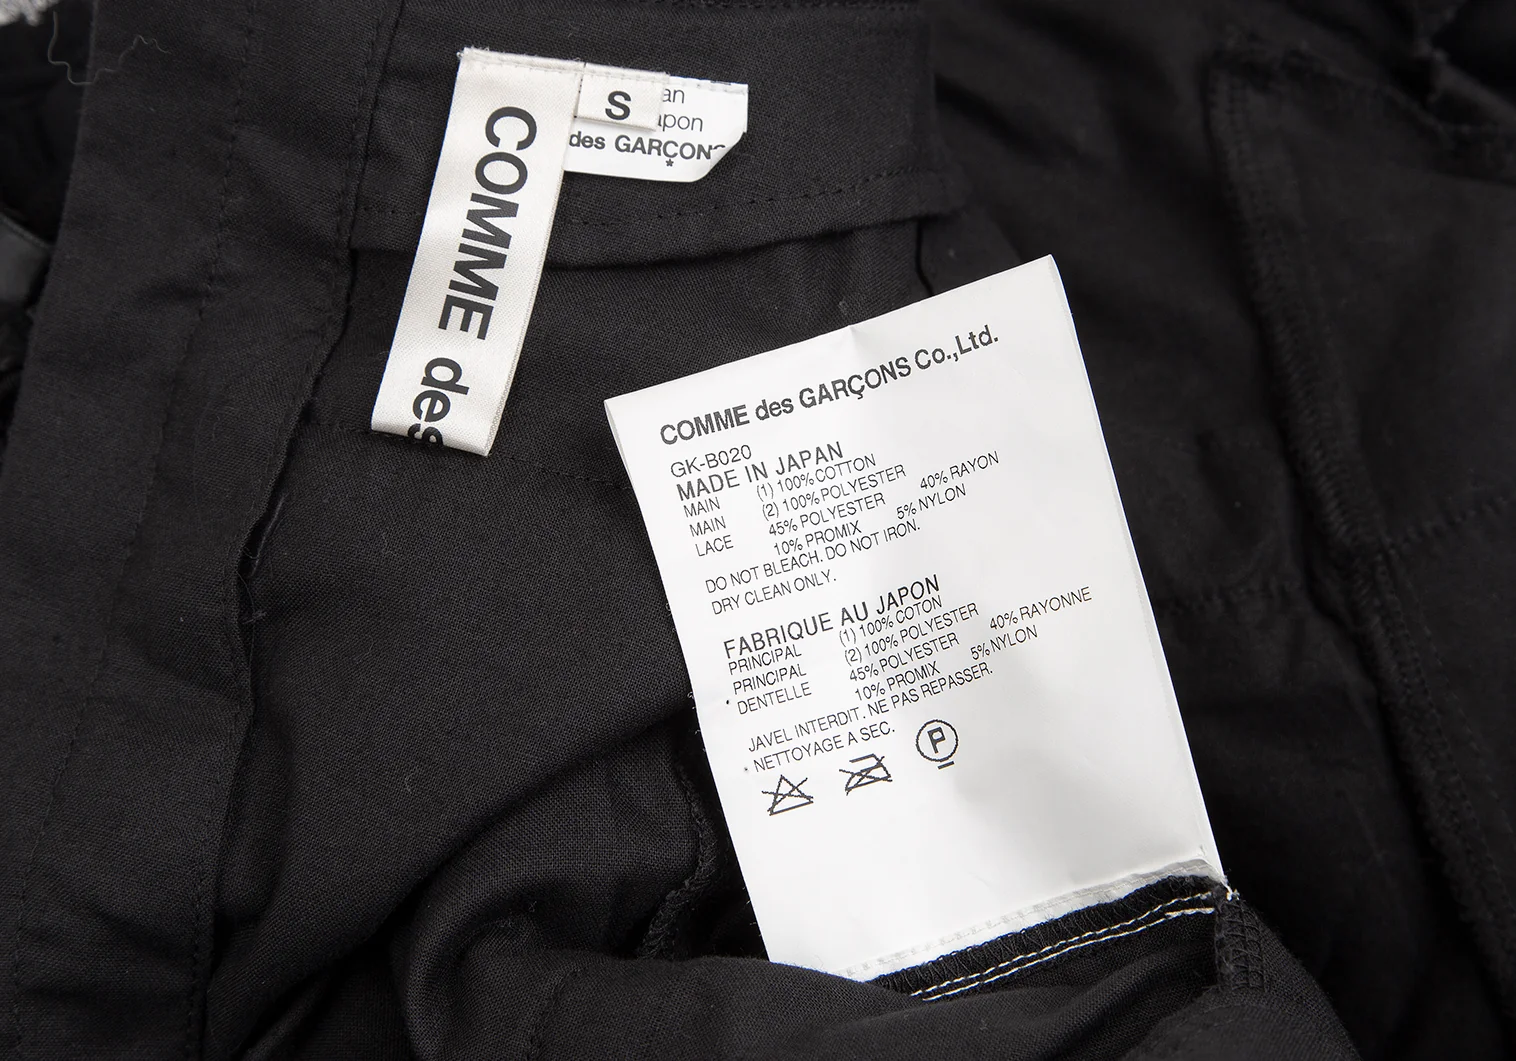 COMME des
S
an
apon
des GARÇONS
COMME des GARÇONS Co.,Ltd.
GK-B020
MADE IN JAPAN
MAIN (1) 100% COTTON
MAIN (2) 100% POLYESTER
LACE 45% POLYESTER 40% RAYON
10% PROMIX 5% NYLON
DO NOT BLEACH. DO NOT IRON.
DRY CLEAN ONLY.
FABRIQUE AU JAPON
PRINCIPAL (1) 100% COTON
PRINCIPAL (2) 100% POLYESTER
DENTELLE 45% POLYESTER 40% RAYONNE
10% PROMIX 5% NYLON
JAVEL INTERDIT. NE PAS REPASSER.
NETTOYAGE A SEC.
P